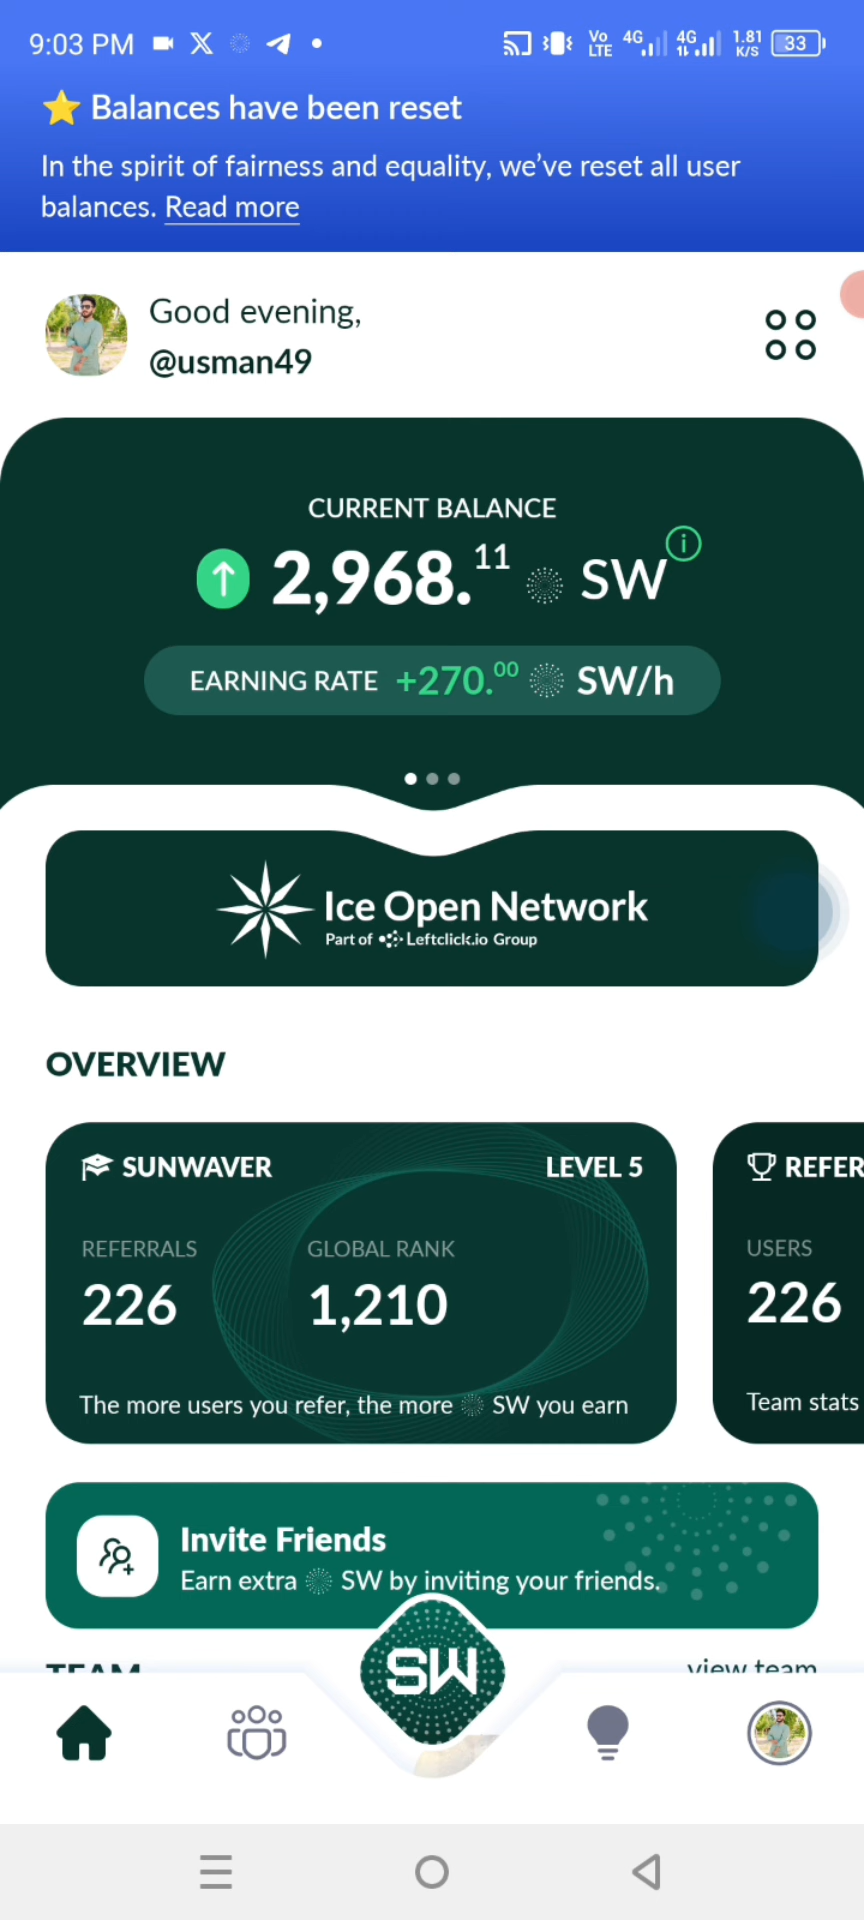 9:03 PM
Vo LTE 4G 4G 1.81 K/S 33
Balances have been reset
In the spirit of fairness and equality, we’ve reset all user
balances. Read more
Good evening,
@usman49
CURRENT BALANCE
2,968.11 SW
EARNING RATE +270.00 SW/h
Ice Open Network
Part of Leftclick.io Group
OVERVIEW
SUNWAVER LEVEL 5
REFERRALS GLOBAL RANK
226 1,210
The more users you refer, the more SW you earn
REFER
USERS
226
Team stats
Invite Friends
Earn extra SW by inviting your friends.
TEAM view team
SW